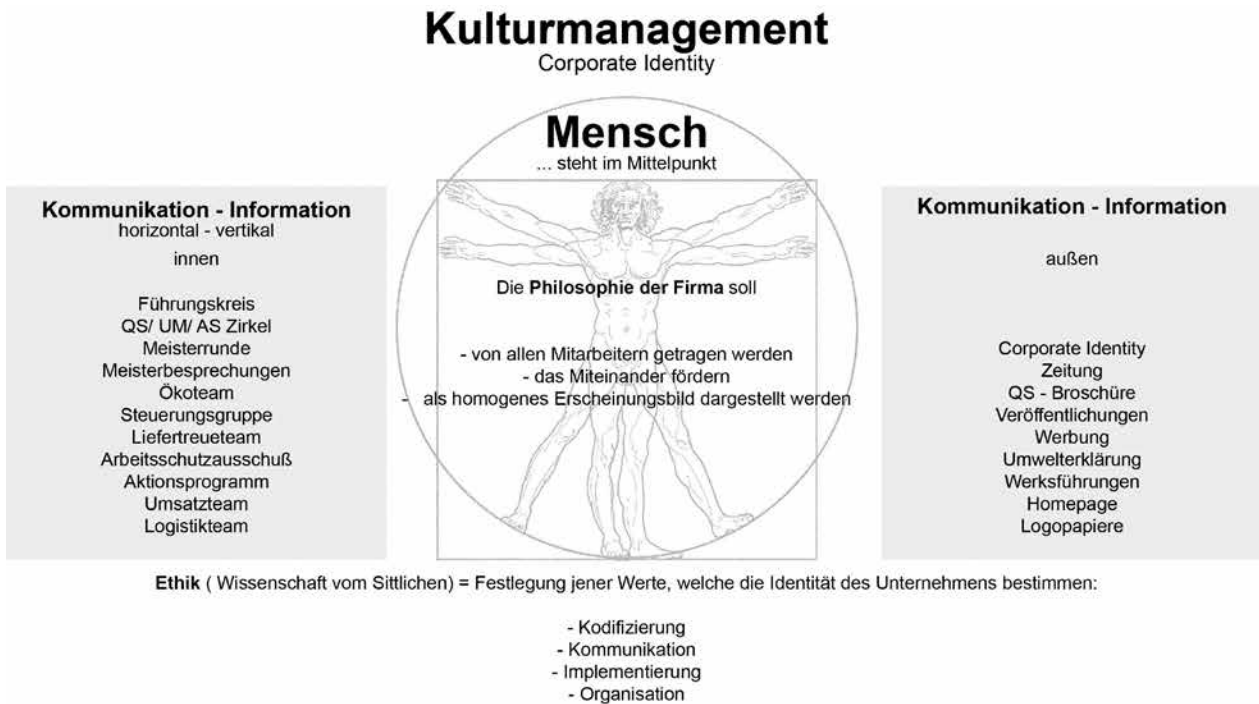 Kulturmanagement
Corporate Identity
Mensch
... steht im Mittelpunkt
Kommunikation - Information
horizontal - vertikal
innen
Führungskreis
QS/ UM/ AS Zirkel
Meisterrunde
Meisterbesprechungen
Ökoteam
Steuerungsgruppe
Liefertreueteam
Arbeitsschutzausschuß
Aktionsprogramm
Umsatzteam
Logistikteam
Die Philosophie der Firma soll
- von allen Mitarbeitern getragen werden
- das Miteinander fördern
- als homogenes Erscheinungsbild dargestellt werden
Kommunikation - Information
außen
Corporate Identity
Zeitung
QS - Broschüre
Veröffentlichungen
Werbung
Umwelterklärung
Werksführungen
Homepage
Logopapiere
Ethik ( Wissenschaft vom Sittlichen) = Festlegung jener Werte, welche die Identität des Unternehmens bestimmen:
- Kodifizierung
- Kommunikation
- Implementierung
- Organisation